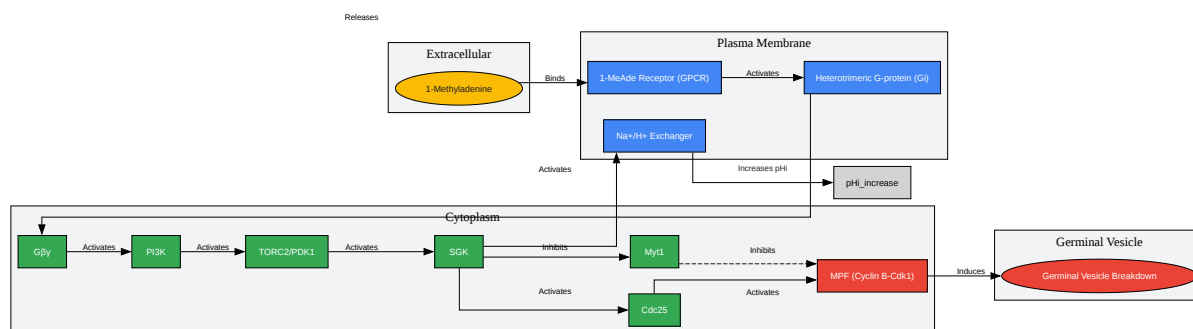 Releases
Extracellular
Plasma Membrane
1-Methyladenine
Binds
1-MeAde Receptor (GPCR)
Activates
Heterotrimeric G-protein (Gi)
Na+/H+ Exchanger
Activates
Increases pHi
pHi_increase
Cytoplasm
Gβγ
Activates
PI3K
Activates
TORC2/PDK1
Activates
SGK
Inhibits
Myt1
Inhibits
Activates
Cdc25
Activates
MPF (Cyclin B-Cdk1)
Induces
Germinal Vesicle
Germinal Vesicle Breakdown